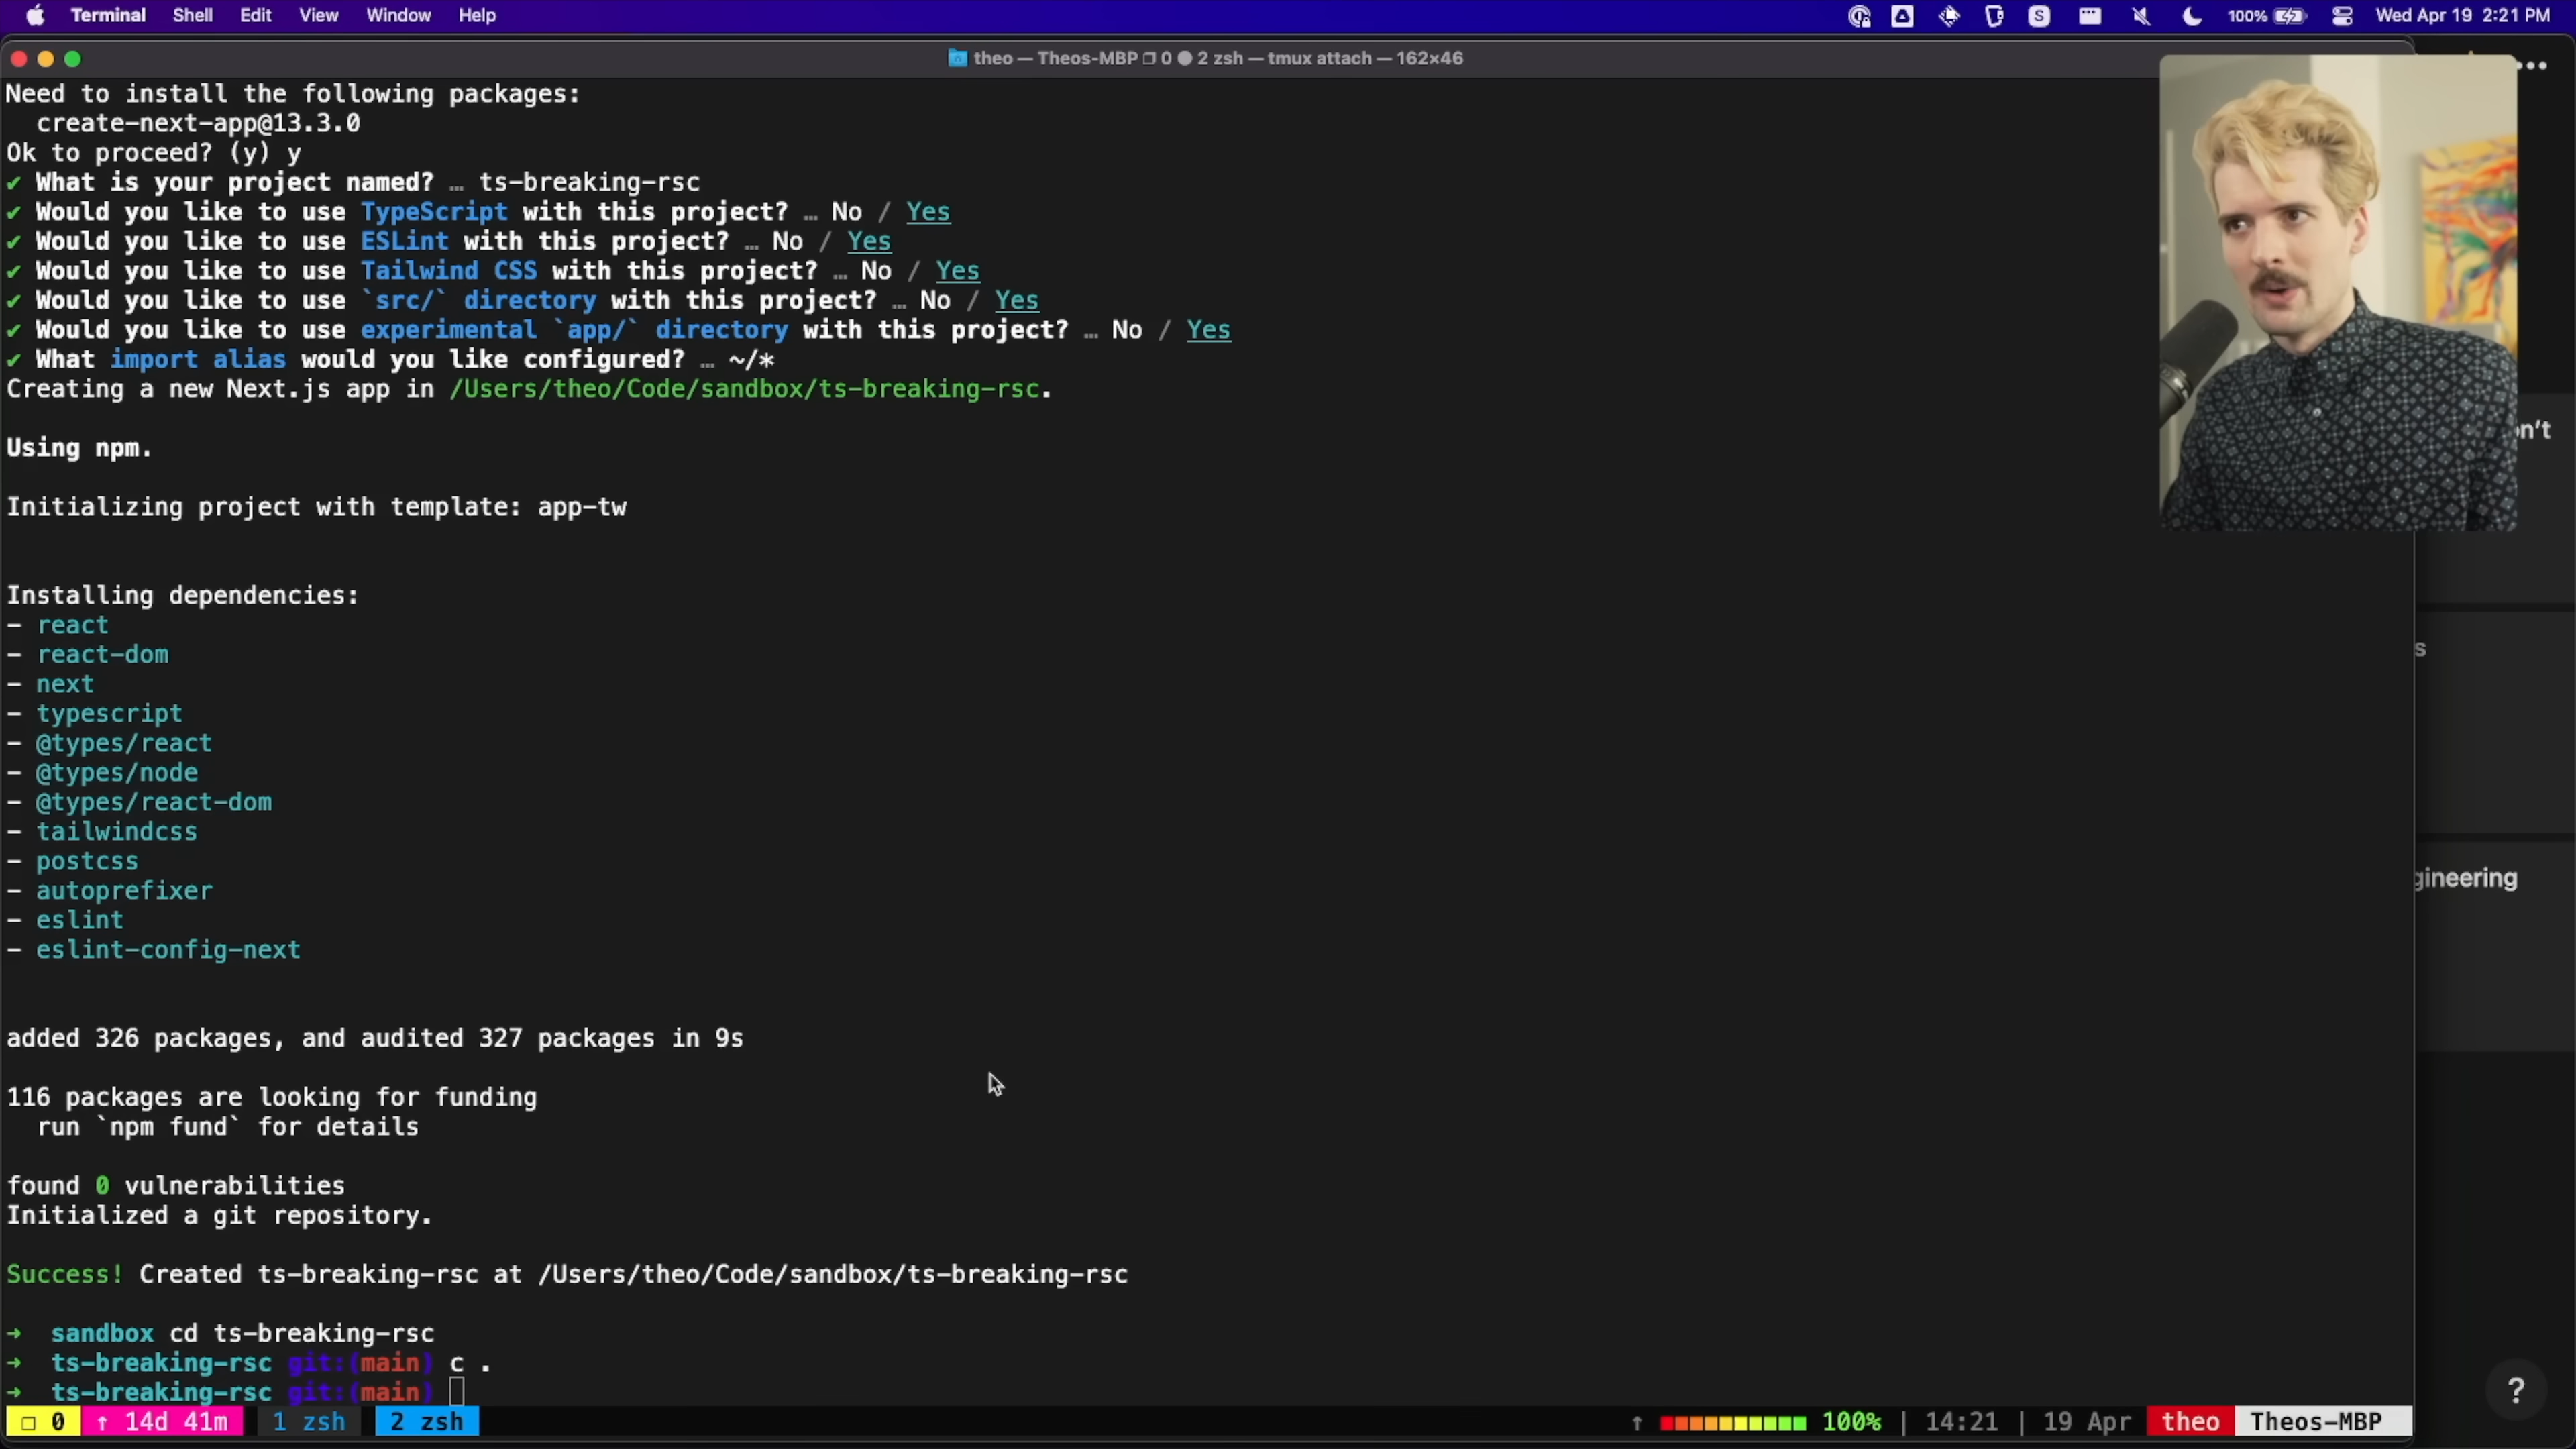 Terminal Shell Edit View Window Help
S 100% Wed Apr 19 2:21 PM
theo — Theos-MBP ❐ 0 ● 2 zsh — tmux attach — 162×46
Need to install the following packages:
create-next-app@13.3.0
Ok to proceed? (y) y
✔ What is your project named? … ts-breaking-rsc
✔ Would you like to use TypeScript with this project? … No / Yes
✔ Would you like to use ESLint with this project? … No / Yes
✔ Would you like to use Tailwind CSS with this project? … No / Yes
✔ Would you like to use `src/` directory with this project? … No / Yes
✔ Would you like to use experimental `app/` directory with this project? … No / Yes
✔ What import alias would you like configured? … ~/*
Creating a new Next.js app in /Users/theo/Code/sandbox/ts-breaking-rsc.
Using npm.
Initializing project with template: app-tw
Installing dependencies:
- react
- react-dom
- next
- typescript
- @types/react
- @types/node
- @types/react-dom
- tailwindcss
- postcss
- autoprefixer
- eslint
- eslint-config-next
added 326 packages, and audited 327 packages in 9s
116 packages are looking for funding
run `npm fund` for details
found 0 vulnerabilities
Initialized a git repository.
Success! Created ts-breaking-rsc at /Users/theo/Code/sandbox/ts-breaking-rsc
➜ sandbox cd ts-breaking-rsc
➜ ts-breaking-rsc git:(main) c .
➜ ts-breaking-rsc git:(main)
❐ 0 ↑ 14d 41m 1 zsh 2 zsh
↑ 100% | 14:21 | 19 Apr theo Theos-MBP
n't
s
gineering
?